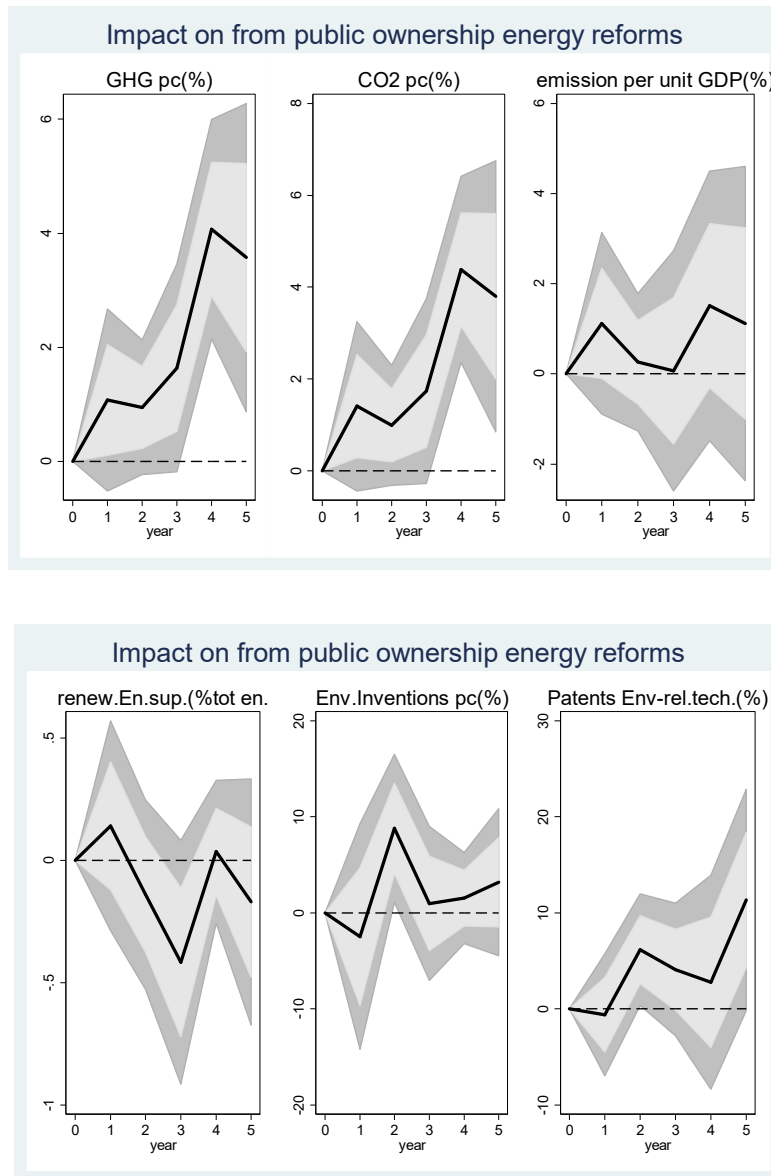 Impact on from public ownership energy reforms
GHG pc(%)
CO2 pc(%)
emission per unit GDP(%)
0 2 4 6
0 2 4 6 8
-2 0 2 4 6
0 1 2 3 4 5
0 1 2 3 4 5
0 1 2 3 4 5
year
year
year
Impact on from public ownership energy reforms
renew.En.sup.(%tot en.
Env.Inventions pc(%)
Patents Env-rel.tech.(%)
-1 -.5 0 .5
-20 -10 0 10 20
-10 0 10 20 30
0 1 2 3 4 5
0 1 2 3 4 5
0 1 2 3 4 5
year
year
year